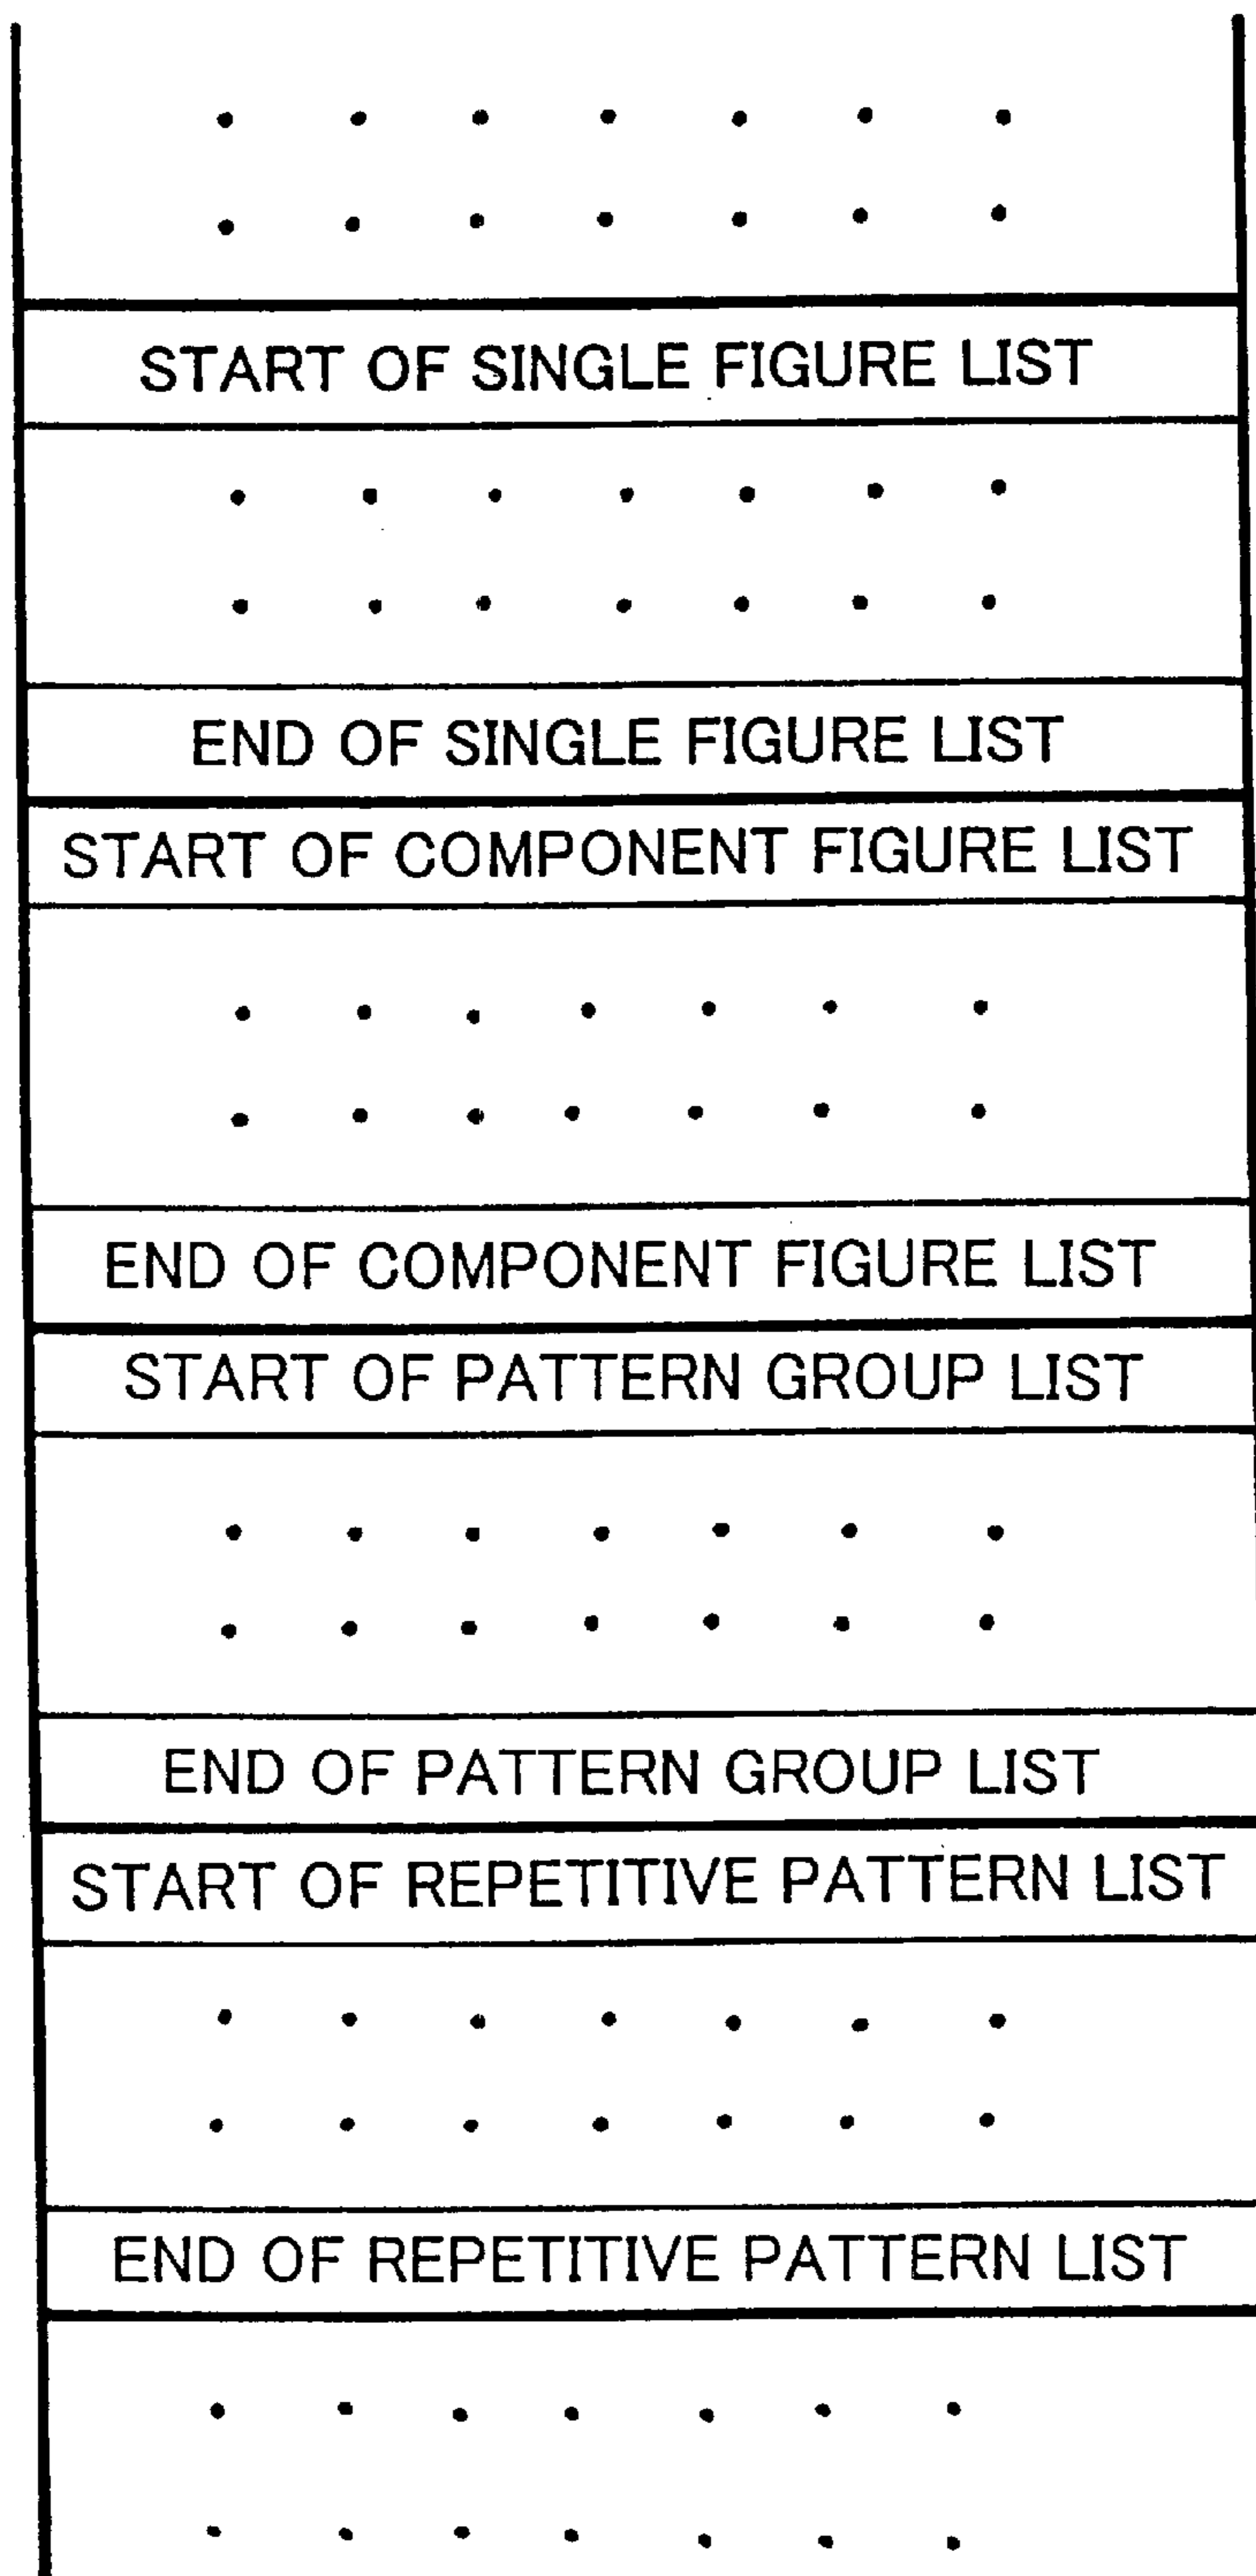 START OF SINGLE FIGURE LIST
END OF SINGLE FIGURE LIST
START OF COMPONENT FIGURE LIST
END OF COMPONENT FIGURE LIST
START OF PATTERN GROUP LIST
END OF PATTERN GROUP LIST
START OF REPETITIVE PATTERN LIST
END OF REPETITIVE PATTERN LIST